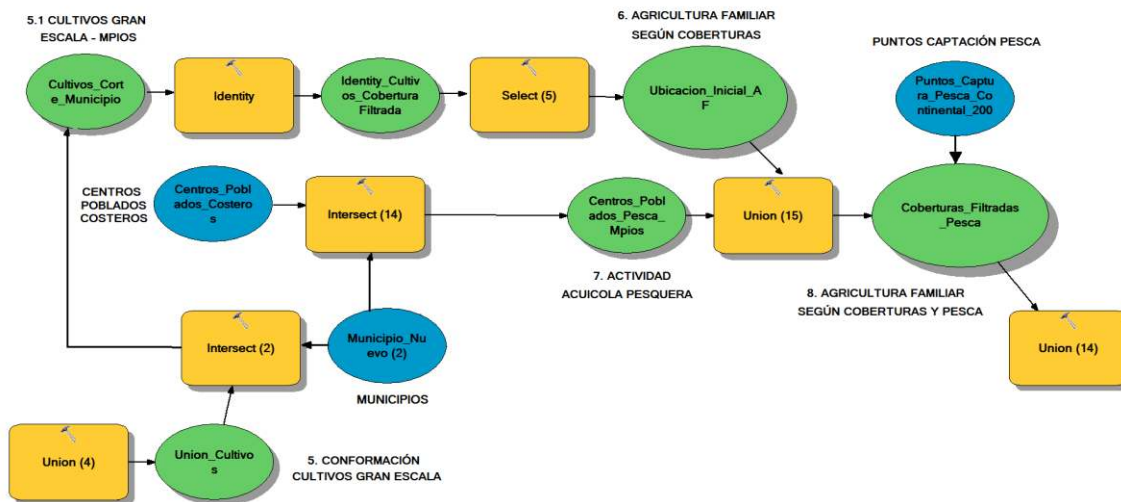 5.1 CULTIVOS GRAN
ESCALA - MPIOS
Cultivos_Cort
e_Municipio
Identity
Identity_Cultiv
os_Cobertura
Filtrada
Select (5)
6. AGRICULTURA FAMILIAR
SEGÚN COBERTURAS
Ubicacion_Inicial_A
F
PUNTOS CAPTACIÓN PESCA
Puntos_Capt
ura_Pesca_Co
ntinental_200
CENTROS
POBLADOS
COSTEROS
Centros_Pobl
ados_Costero
s
Intersect (14)
Centros_Pobl
ados_Pesca_
Mpios
Union (15)
Coberturas_Filtradas
_Pesca
7. ACTIVIDAD
ACUICOLA PESQUERA
8. AGRICULTURA FAMILIAR
SEGÚN COBERTURAS Y PESCA
Union (14)
Intersect (2)
Municipio_Nu
evo (2)
MUNICIPIOS
Union (4)
Union_Cultivo
s
5. CONFORMACIÓN
CULTIVOS GRAN ESCALA